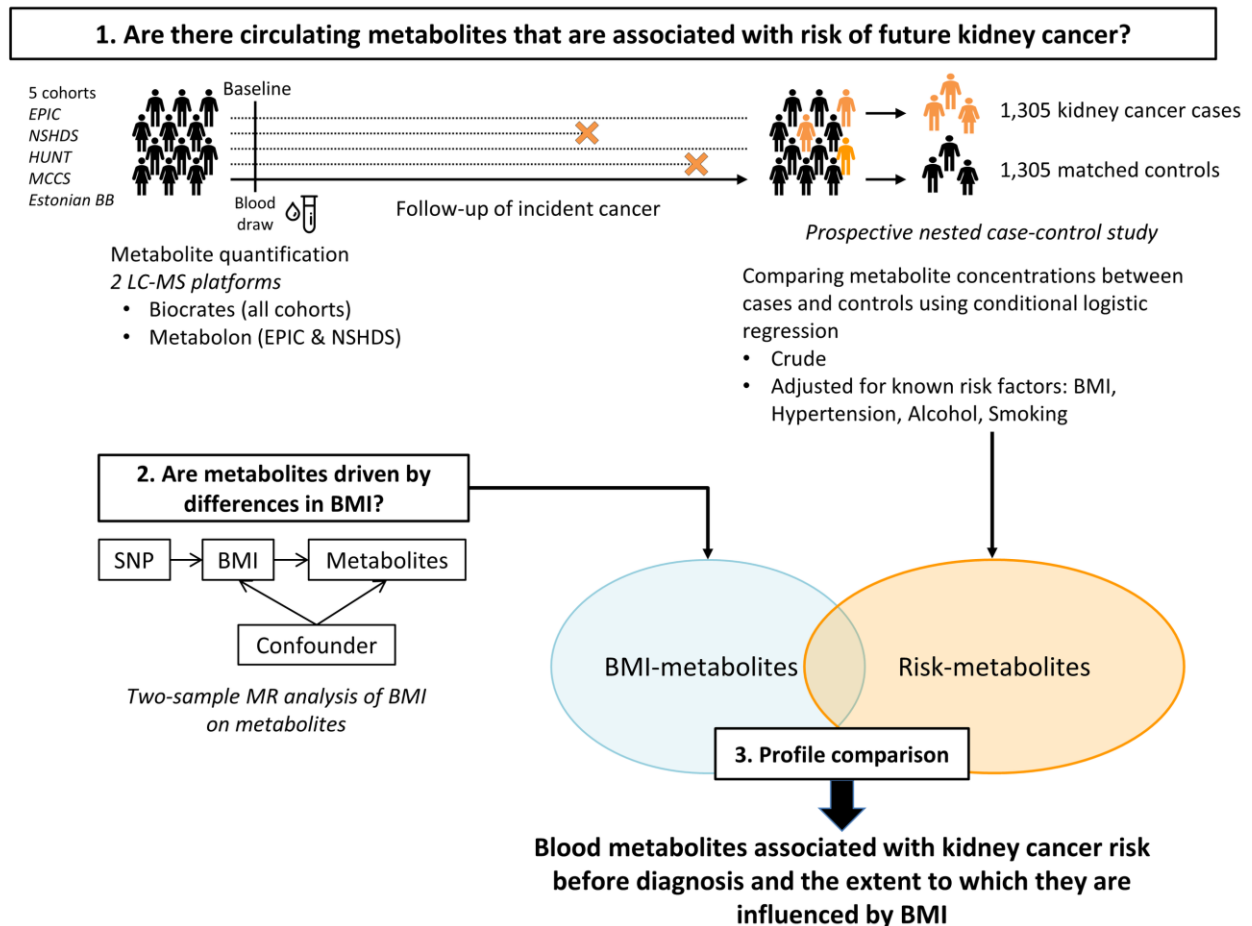 1. Are there circulating metabolites that are associated with risk of future kidney cancer?
5 cohorts
EPIC
NSHDS
HUNT
MCCS
Estonian BB
Baseline
Blood
draw
Follow-up of incident cancer
1,305 kidney cancer cases
1,305 matched controls
Prospective nested case-control study
Metabolite quantification
2 LC-MS platforms
• Biocrates (all cohorts)
• Metabolon (EPIC & NSHDS)
Comparing metabolite concentrations between
cases and controls using conditional logistic
regression
• Crude
• Adjusted for known risk factors: BMI,
Hypertension, Alcohol, Smoking
2. Are metabolites driven by
differences in BMI?
SNP
BMI
Metabolites
Confounder
Two-sample MR analysis of BMI
on metabolites
BMI-metabolites
Risk-metabolites
3. Profile comparison
Blood metabolites associated with kidney cancer risk
before diagnosis and the extent to which they are
influenced by BMI